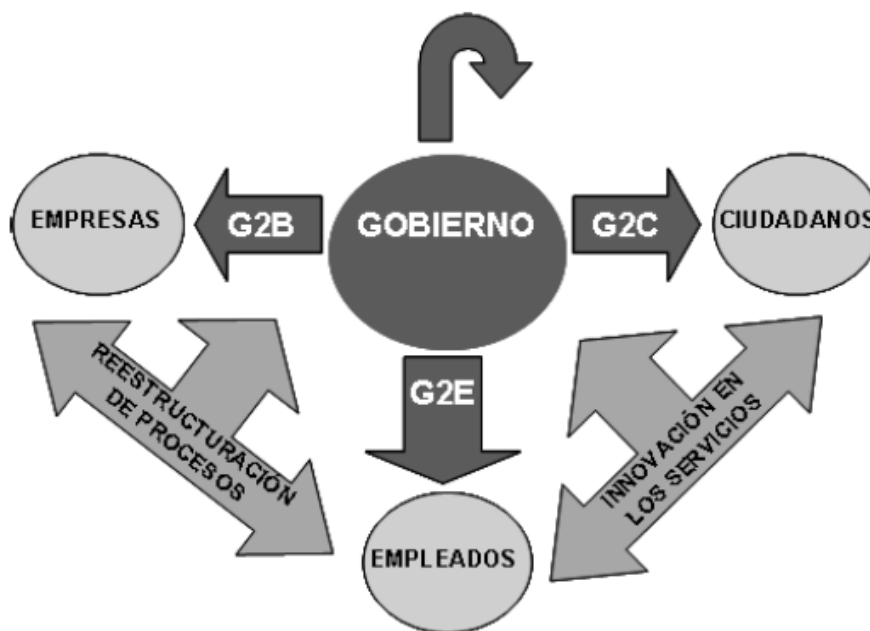 EMPRESAS
G2B
GOBIERNO
G2C
CIUDADANOS
REESTRUCTURACIÓN
DE PROCESOS
G2E
INNOVACIÓN EN
LOS SERVICIOS
EMPLEADOS